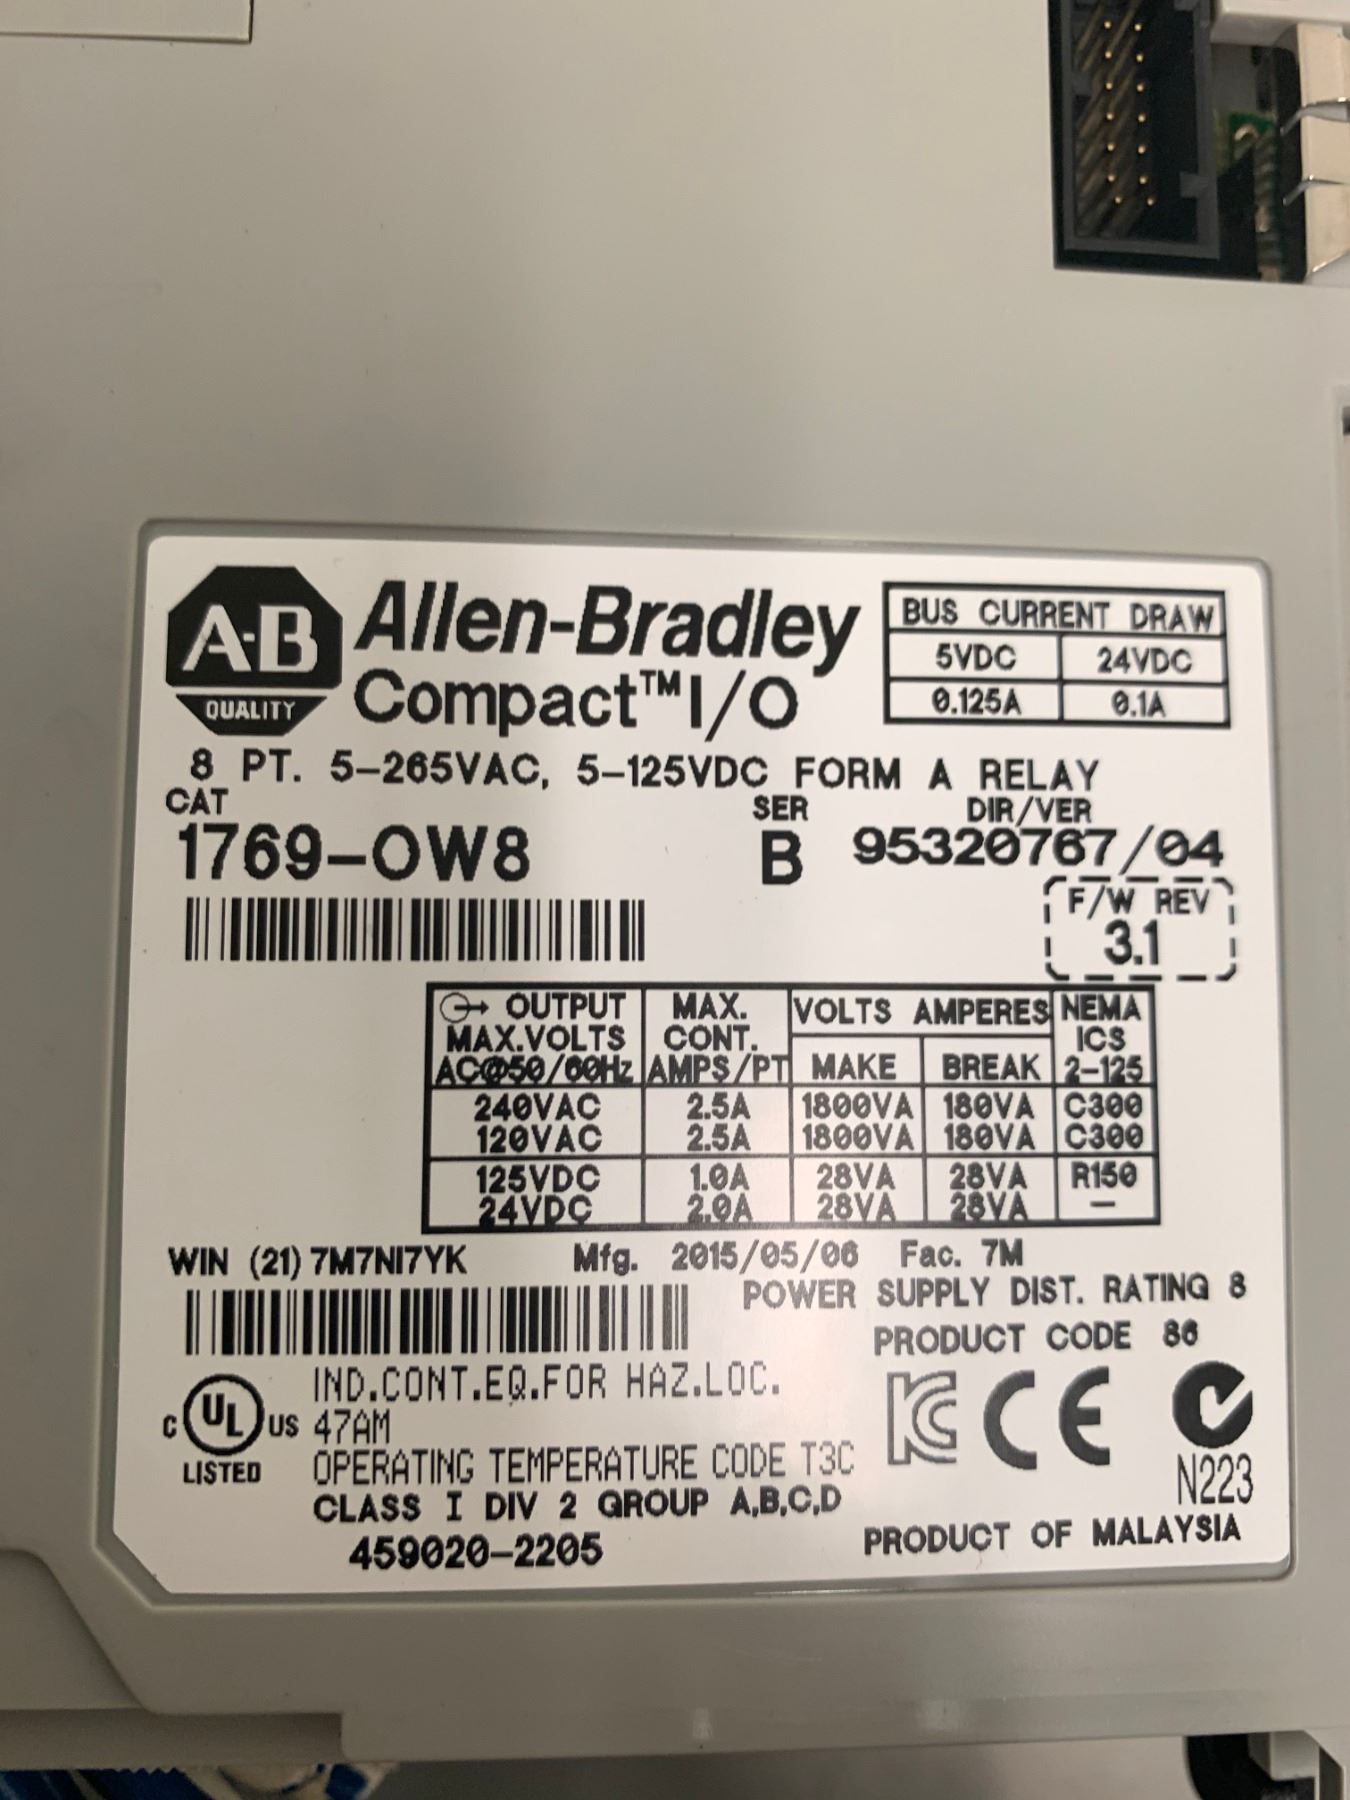 A-B
QUALITY
Allen-Bradley
Compact™ I/O
BUS CURRENT DRAW
5VDC 24VDC
0.125A 0.1A
8 PT. 5-265VAC, 5-125VDC FORM A RELAY
CAT SER DIR/VER
1769-OW8 B 95320767/04
F/W REV
3.1
OUTPUT MAX. VOLTS AMPERES NEMA
MAX.VOLTS CONT. ICS
AC@50/60Hz AMPS/PT MAKE BREAK 2-125
240VAC 2.5A 1800VA 180VA C300
120VAC 2.5A 1800VA 180VA C300
125VDC 1.0A 28VA 28VA R150
24VDC 2.0A 28VA 28VA —
WIN (21) 7M7NI7YK Mfg. 2015/05/06 Fac. 7M
POWER SUPPLY DIST. RATING 8
PRODUCT CODE 86
IND.CONT.EQ.FOR HAZ.LOC.
C UL US 47AM
LISTED OPERATING TEMPERATURE CODE T3C
CLASS I DIV 2 GROUP A,B,C,D
459020-2205
KC CE
N223
PRODUCT OF MALAYSIA